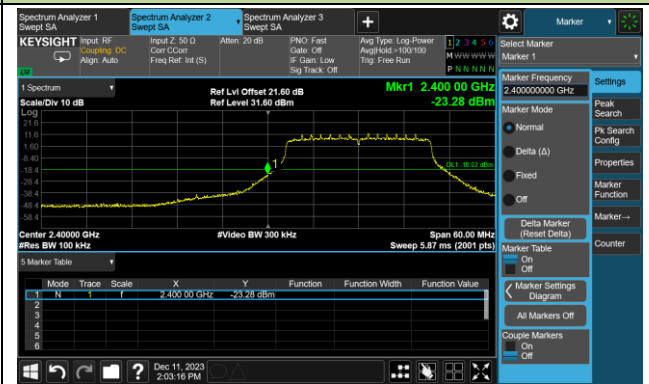 Spectrum Analyzer 1
Swept SA
Spectrum Analyzer 2
Swept SA
Spectrum Analyzer 3
Swept SA
Marker
KEYSIGHT
Input: RF
Coupling: DC
Align: Auto
Input Z: 50 Ω
Corr CCorr
Freq Ref: Int (S)
Atten: 20 dB
PNO: Fast
Gate: Off
IF Gain: Low
Sig Track: Off
Avg Type: Log-Power
Avg|Hold:>100/100
Trig: Free Run
1 2 3 4 5 6
M W W W W W
P N N N N N
Select Marker
Marker 1
1 Spectrum
Scale/Div 10 dB
Ref Lvl Offset 21.60 dB
Ref Level 31.60 dBm
Mkr1 2.400 00 GHz
-23.28 dBm
Log
21.6
11.6
1.60
-8.40
-18.4
-28.4
-38.4
-48.4
-58.4
1
Center 2.40000 GHz
#Res BW 100 kHz
#Video BW 300 kHz
Span 60.00 MHz
Sweep 5.87 ms (2001 pts)
5 Marker Table
Mode Trace Scale X Y Function Function Width Function Value
1 N 1 f 2.400 00 GHz -23.28 dBm
2
3
4
5
6
Marker Frequency
2.400000000 GHz
Marker Mode
Normal
Delta (Δ)
Fixed
Off
Delta Marker
(Reset Delta)
Marker Table
On
Off
Marker Settings
Diagram
All Markers Off
Couple Markers
On
Off
Settings
Peak
Search
Pk Search
Config
Properties
Marker
Function
Marker→
Counter
Dec 11, 2023
2:03:16 PM